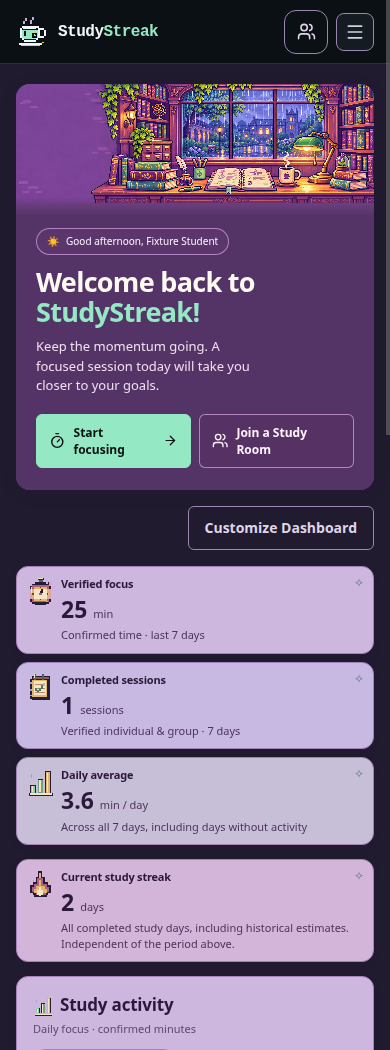 StudyStreak
Good afternoon, Fixture Student
Welcome back to
StudyStreak!
Keep the momentum going. A
focused session today will take you
closer to your goals.
Start
focusing
Join a Study
Room
Customize Dashboard
Verified focus
25 min
Confirmed time · last 7 days
Completed sessions
1 sessions
Verified individual & group · 7 days
Daily average
3.6 min / day
Across all 7 days, including days without activity
Current study streak
2 days
All completed study days, including historical estimates.
Independent of the period above.
Study activity
Daily focus · confirmed minutes